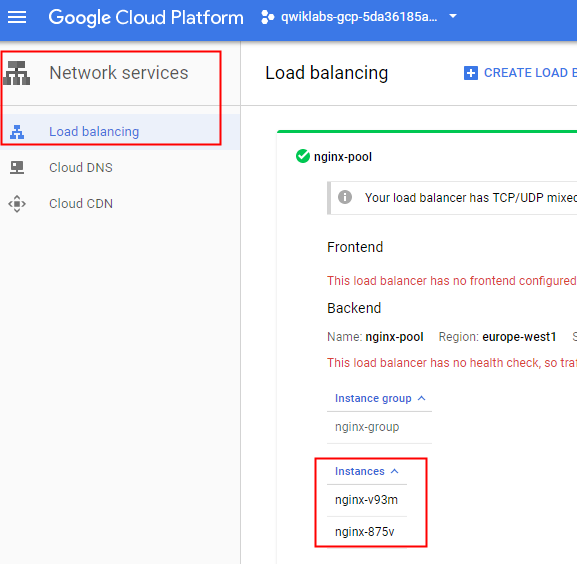 Google Cloud Platform
qwiklabs-gcp-5da36185a...
Network services
Load balancing
CREATE LOAD
Load balancing
Cloud DNS
Cloud CDN
nginx-pool
Your load balancer has TCP/UDP mixed
Frontend
This load balancer has no frontend configured
Backend
Name: nginx-pool Region: europe-west1
This load balancer has no health check, so
Instance group
nginx-group
Instances
nginx-v93m
nginx-875v